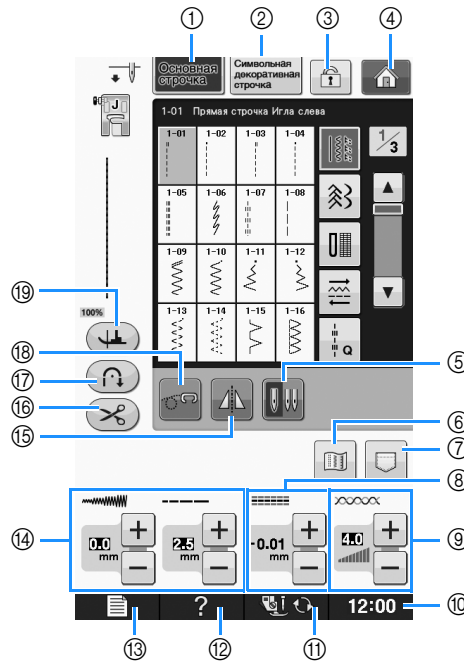 ① ② ③ ④
Основная строчка
Символьная декоративная строчка
J
1-01 Прямая строчка Игла слева
1/3
1-01 1-02 1-03 1-04
1-05 1-06 1-07 1-08
1-09 1-10 1-11 1-12
1-13 1-14 1-15 1-16
Q
100%
⑲
⑱
⑰
⑯
⑮
⑤
⑥
⑦
⑧
⑭
0.0 mm
2.5 mm
-0.01 mm
4.0
⑨
?
12:00
⑩
⑬ ⑫ ⑪